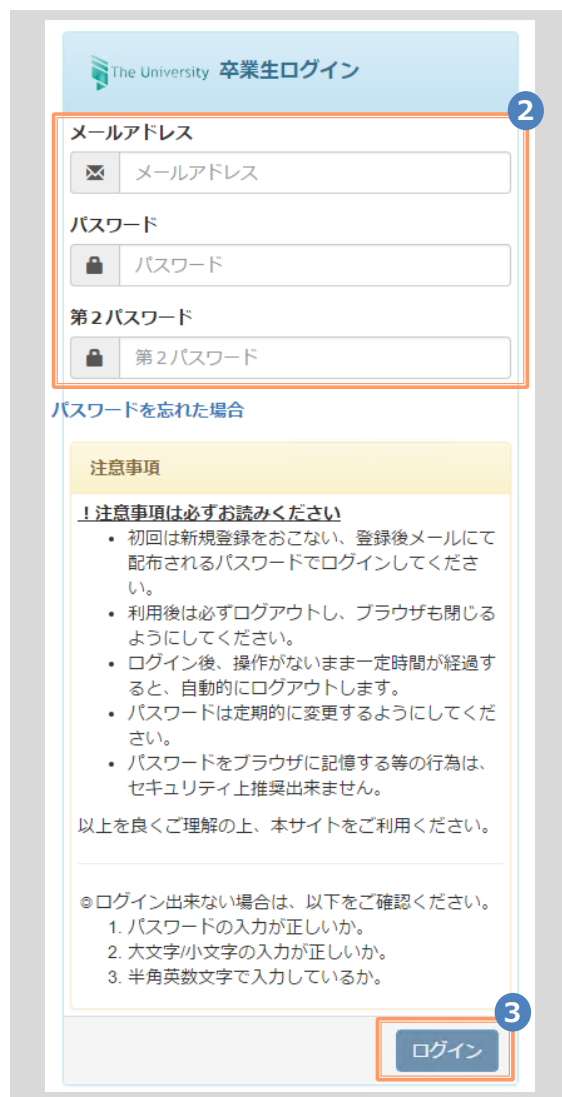 The University 卒業生ログイン
2
メールアドレス
メールアドレス
パスワード
パスワード
第2パスワード
第2パスワード
パスワードを忘れた場合
注意事項
！注意事項は必ずお読みください
• 初回は新規登録をおこない、登録後メールにて
配布されるパスワードでログインしてくださ
い。
• 利用後は必ずログアウトし、ブラウザも閉じる
ようにしてください。
• ログイン後、操作がないまま一定時間が経過す
ると、自動的にログアウトします。
• パスワードは定期的に変更するようにしてくだ
さい。
• パスワードをブラウザに記憶する等の行為は、
セキュリティ上推奨出来ません。
以上を良くご理解の上、本サイトをご利用ください。
◎ログイン出来ない場合は、以下をご確認ください。
1. パスワードの入力が正しいか。
2. 大文字/小文字の入力が正しいか。
3. 半角英数文字で入力しているか。
3
ログイン